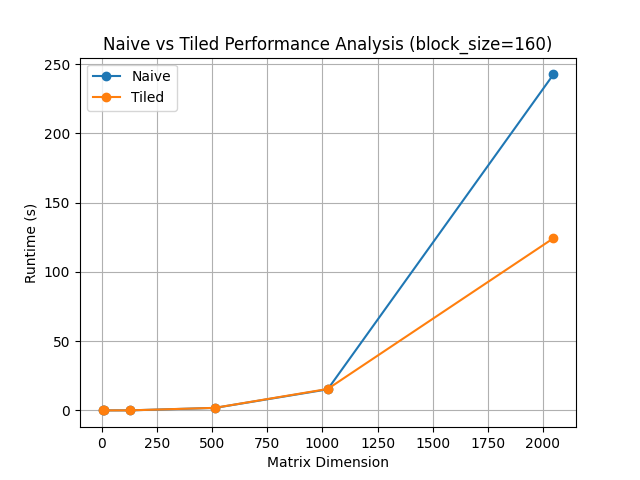 Naive vs Tiled Performance Analysis (block_size=160)
Naive
Tiled
250
200
150
100
50
0
Runtime (s)
0 250 500 750 1000 1250 1500 1750 2000
Matrix Dimension